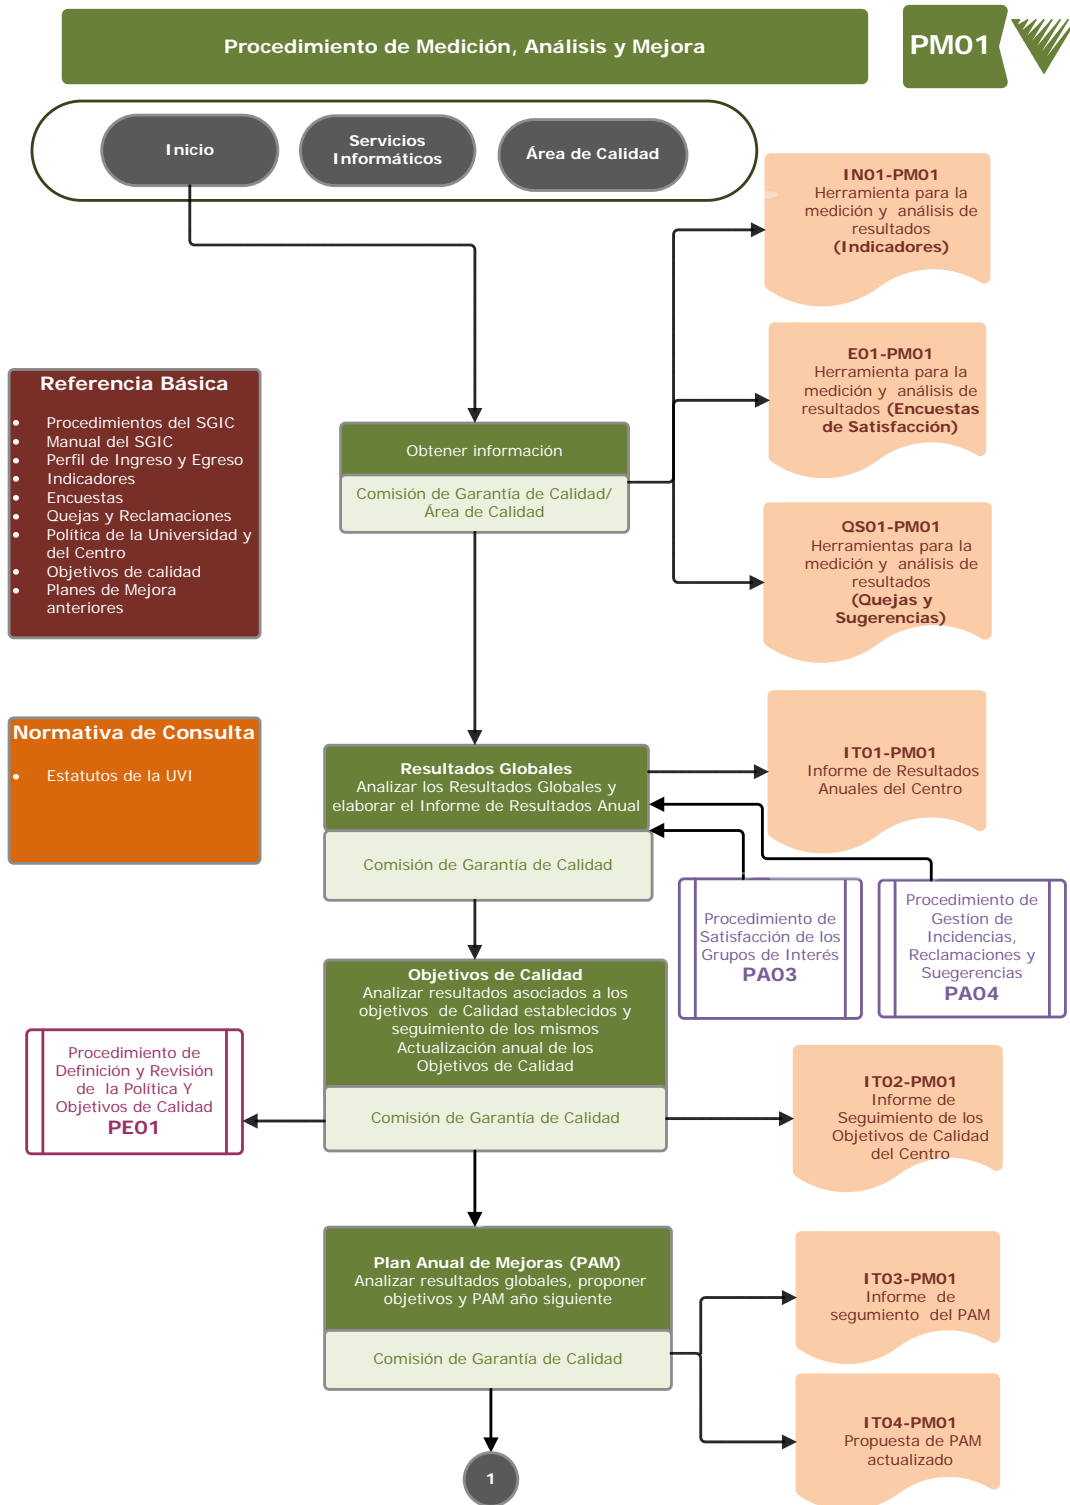 Procedimiento de Medición, Análisis y Mejora
PM01
Inicio
Servicios
Informáticos
Área de Calidad
IN01-PM01
Herramienta para la
medición y análisis de
resultados
(Indicadores)
E01-PM01
Herramienta para la
medición y análisis de
resultados (Encuestas
de Satisfacción)
Referencia Básica
• Procedimientos del SGIC
• Manual del SGIC
• Perfil de Ingreso y Egreso
• Indicadores
• Encuestas
• Quejas y Reclamaciones
• Política de la Universidad y
del Centro
• Objetivos de calidad
• Planes de Mejora
anteriores
Obtener información
Comisión de Garantía de Calidad/
Área de Calidad
QS01-PM01
Herramientas para la
medición y análisis de
resultados
(Quejas y
Sugerencias)
Normativa de Consulta
• Estatutos de la UVI
Resultados Globales
Analizar los Resultados Globales y
elaborar el Informe de Resultados Anual
Comisión de Garantía de Calidad
IT01-PM01
Informe de Resultados
Anuales del Centro
Procedimiento de
Satisfacción de los
Grupos de Interés
PA03
Procedimiento de
Gestíon de
Incidencias,
Reclamaciones y
Suegerencias
PA04
Objetivos de Calidad
Analizar resultados asociados a los
objetivos de Calidad establecidos y
seguimiento de los mismos
Actualización anual de los
Objetivos de Calidad
Comisión de Garantía de Calidad
Procedimiento de
Definición y Revisión
de la Política Y
Objetivos de Calidad
PE01
IT02-PM01
Informe de
Seguimiento de los
Objetivos de Calidad
del Centro
Plan Anual de Mejoras (PAM)
Analizar resultados globales, proponer
objetivos y PAM año siguiente
Comisión de Garantía de Calidad
IT03-PM01
Informe de
segumiento del PAM
IT04-PM01
Propuesta de PAM
actualizado
1